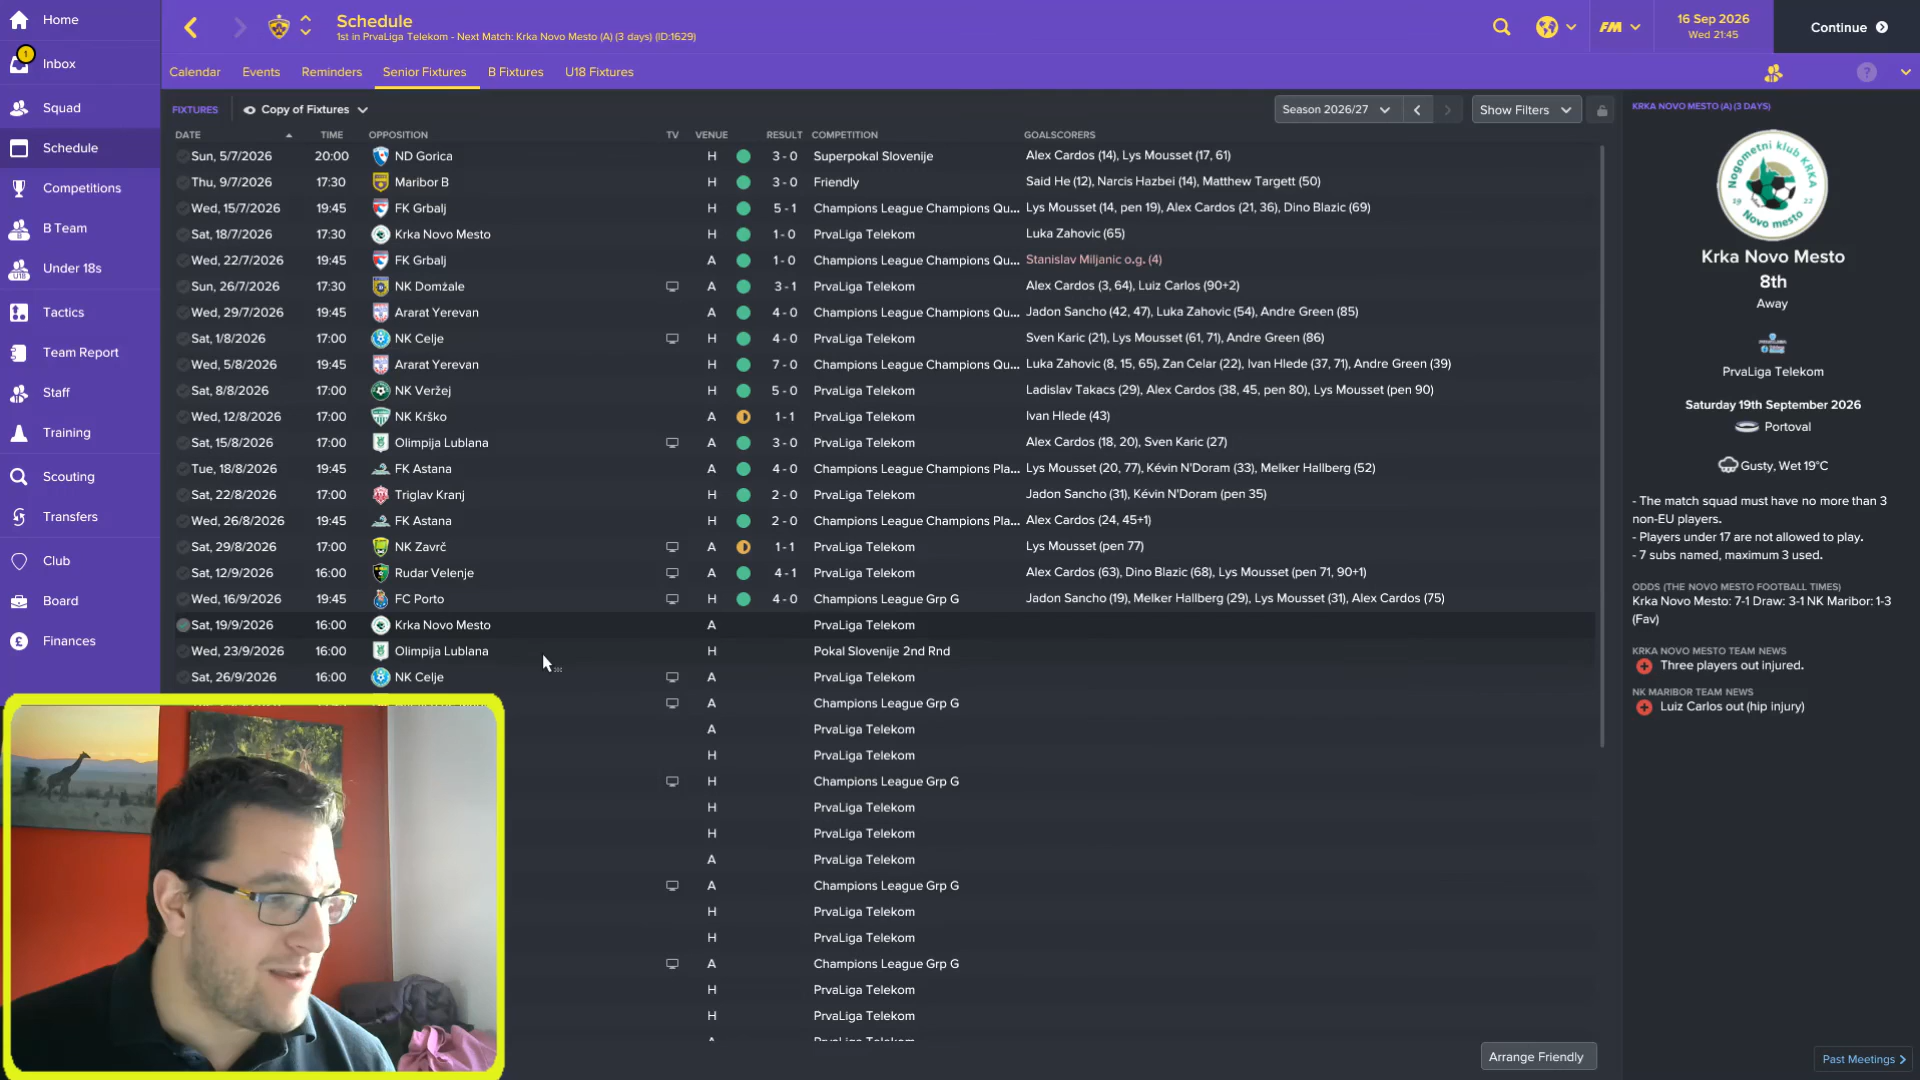 Home
Inbox
1
Squad
Schedule
Competitions
B Team
Under 18s
Tactics
Team Report
Staff
Training
Scouting
Transfers
Club
Board
Finances
Schedule
1st in PrvaLiga Telekom - Next Match: Krka Novo Mesto (A) (3 days) (ID:1629)
FM
16 Sep 2026
Wed 21:45
Continue
Calendar Events Reminders Senior Fixtures B Fixtures U18 Fixtures
FIXTURES Copy of Fixtures Season 2026/27 Show Filters
DATE TIME OPPOSITION TV VENUE RESULT COMPETITION GOALSCORERS
Sun, 5/7/2026 20:00 ND Gorica H 3 - 0 Superpokal Slovenije Alex Cardos (14), Lys Mousset (17, 61)
Thu, 9/7/2026 17:30 Maribor B H 3 - 0 Friendly Said He (12), Narcis Hazbei (14), Matthew Targett (50)
Wed, 15/7/2026 19:45 FK Grbalj H 5 - 1 Champions League Champions Qu... Lys Mousset (14, pen 19), Alex Cardos (21, 36), Dino Blazic (69)
Sat, 18/7/2026 17:30 Krka Novo Mesto H 1 - 0 PrvaLiga Telekom Luka Zahovic (65)
Wed, 22/7/2026 19:45 FK Grbalj A 1 - 0 Champions League Champions Qu... Stanislav Miljanic o.g. (4)
Sun, 26/7/2026 17:30 NK Domžale A 3 - 1 PrvaLiga Telekom Alex Cardos (3, 64), Luiz Carlos (90+2)
Wed, 29/7/2026 19:45 Ararat Yerevan A 4 - 0 Champions League Champions Qu... Jadon Sancho (42, 47), Luka Zahovic (54), Andre Green (85)
Sat, 1/8/2026 17:00 NK Celje H 4 - 0 PrvaLiga Telekom Sven Karic (21), Lys Mousset (61, 71), Andre Green (86)
Wed, 5/8/2026 19:45 Ararat Yerevan H 7 - 0 Champions League Champions Qu... Luka Zahovic (8, 15, 65), Zan Celar (22), Ivan Hlede (37, 71), Andre Green (39)
Sat, 8/8/2026 17:00 NK Veržej H 5 - 0 PrvaLiga Telekom Ladislav Takacs (29), Alex Cardos (38, 45, pen 80), Lys Mousset (pen 90)
Wed, 12/8/2026 17:00 NK Krško A 1 - 1 PrvaLiga Telekom Ivan Hlede (43)
Sat, 15/8/2026 17:00 Olimpija Lublana A 3 - 0 PrvaLiga Telekom Alex Cardos (18, 20), Sven Karic (27)
Tue, 18/8/2026 19:45 FK Astana A 4 - 0 Champions League Champions Pla... Lys Mousset (20, 77), Kévin N'Doram (33), Melker Hallberg (52)
Sat, 22/8/2026 17:00 Triglav Kranj H 2 - 0 PrvaLiga Telekom Jadon Sancho (31), Kévin N'Doram (pen 35)
Wed, 26/8/2026 19:45 FK Astana H 2 - 0 Champions League Champions Pla... Alex Cardos (24, 45+1)
Sat, 29/8/2026 17:00 NK Zavrč A 1 - 1 PrvaLiga Telekom Lys Mousset (pen 77)
Sat, 12/9/2026 16:00 Rudar Velenje A 4 - 1 PrvaLiga Telekom Alex Cardos (63), Dino Blazic (68), Lys Mousset (pen 71, 90+1)
Wed, 16/9/2026 19:45 FC Porto H 4 - 0 Champions League Grp G Jadon Sancho (19), Melker Hallberg (29), Lys Mousset (31), Alex Cardos (75)
Sat, 19/9/2026 16:00 Krka Novo Mesto A PrvaLiga Telekom
Wed, 23/9/2026 16:00 Olimpija Lublana H Pokal Slovenije 2nd Rnd
Sat, 26/9/2026 16:00 NK Celje A PrvaLiga Telekom
A Champions League Grp G
A PrvaLiga Telekom
H PrvaLiga Telekom
H Champions League Grp G
H PrvaLiga Telekom
H PrvaLiga Telekom
A PrvaLiga Telekom
A Champions League Grp G
H PrvaLiga Telekom
H PrvaLiga Telekom
A Champions League Grp G
H PrvaLiga Telekom
H PrvaLiga Telekom
Arrange Friendly
KRKA NOVO MESTO (A) (3 DAYS)
Nogometni klub KRKA
19 22
Novo mesto
Krka Novo Mesto
8th
Away
PrvaLiga Telekom
Saturday 19th September 2026
Portoval
Gusty, Wet 19°C
- The match squad must have no more than 3
non-EU players.
- Players under 17 are not allowed to play.
- 7 subs named, maximum 3 used.
ODDS (THE NOVO MESTO FOOTBALL TIMES)
Krka Novo Mesto: 7-1 Draw: 3-1 NK Maribor: 1-3
(Fav)
KRKA NOVO MESTO TEAM NEWS
Three players out injured.
NK MARIBOR TEAM NEWS
Luiz Carlos out (hip injury)
Past Meetings